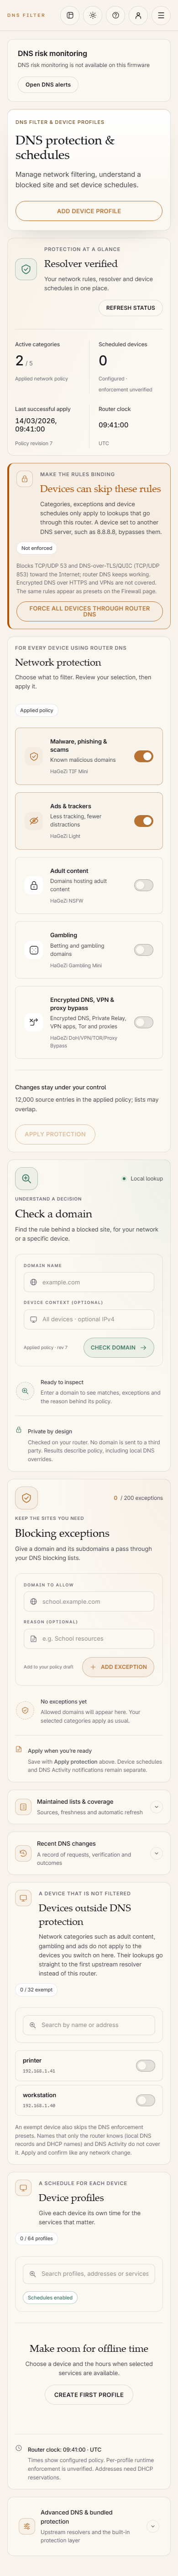 DNS FILTER
DNS risk monitoring
DNS risk monitoring is not available on this firmware
Open DNS alerts
DNS FILTER & DEVICE PROFILES
DNS protection &
schedules
Manage network filtering, understand a
blocked site and set device schedules.
ADD DEVICE PROFILE
PROTECTION AT A GLANCE
Resolver verified
Your network rules, resolver and device
schedules in one place.
REFRESH STATUS
Active categories
2 / 5
Applied network policy
Scheduled devices
0
Configured ·
enforcement unverified
Last successful apply
14/03/2026,
09:41:00
Policy revision 7
Router clock
09:41:00
UTC
MAKE THE RULES BINDING
Devices can skip these rules
Categories, exceptions and device
schedules only apply to lookups that go
through this router. A device set to another
DNS server, such as 8.8.8.8, bypasses them.
Not enforced
Blocks TCP/UDP 53 and DNS-over-TLS/QUIC (TCP/UDP
853) toward the Internet; router DNS keeps working.
Encrypted DNS over HTTPS and VPNs are not covered.
The same rules appear as presets on the Firewall page.
FORCE ALL DEVICES THROUGH ROUTER
DNS
FOR EVERY DEVICE USING ROUTER DNS
Network protection
Choose what to filter. Review your selection, then
apply it.
Applied policy
Malware, phishing &
scams
Known malicious domains
HaGeZi TIF Mini
Ads & trackers
Less tracking, fewer
distractions
HaGeZi Light
Adult content
Domains hosting adult
content
HaGeZi NSFW
Gambling
Betting and gambling
domains
HaGeZi Gambling Mini
Encrypted DNS, VPN &
proxy bypass
Encrypted DNS, Private Relay,
VPN apps, Tor and proxies
HaGeZi DoH/VPN/TOR/Proxy
Bypass
Changes stay under your control
12,000 source entries in the applied policy; lists may
overlap.
APPLY PROTECTION
Local lookup
UNDERSTAND A DECISION
Check a domain
Find the rule behind a blocked site, for your network
or a specific device.
DOMAIN NAME
example.com
DEVICE CONTEXT (OPTIONAL)
All devices · optional IPv4
Applied policy · rev 7
CHECK DOMAIN
Ready to inspect
Enter a domain to see matches, exceptions and
the reason behind its policy.
Private by design
Checked on your router. No domain is sent to a third
party. Results describe policy, including local DNS
overrides.
0 / 200 exceptions
KEEP THE SITES YOU NEED
Blocking exceptions
Give a domain and its subdomains a pass through
your DNS blocking lists.
DOMAIN TO ALLOW
school.example.com
REASON (OPTIONAL)
e.g. School resources
Add to your policy draft
ADD EXCEPTION
No exceptions yet
Allowed domains will appear here. Your
selected categories apply as usual.
Apply when you're ready
Save with Apply protection above. Device schedules
and DNS Activity notifications remain separate.
Maintained lists & coverage
Sources, freshness and automatic refresh
Recent DNS changes
A record of requests, verification and
outcomes
A DEVICE THAT IS NOT FILTERED
Devices outside DNS
protection
Network categories such as adult content,
gambling and ads do not apply to the
devices you switch on here. Their lookups go
straight to the first upstream resolver
instead of this router.
0 / 32 exempt
Search by name or address
printer
192.168.1.41
workstation
192.168.1.40
An exempt device also skips the DNS enforcement
presets. Names that only the router knows (local DNS
records and DHCP names) and DNS Activity do not cover
it. Apply and confirm like any network change.
A SCHEDULE FOR EACH DEVICE
Device profiles
Give each device its own time for the
services that matter.
0 / 64 profiles
Search profiles, addresses or services
Schedules enabled
Make room for offline time
Choose a device and the hours when selected
services are available.
CREATE FIRST PROFILE
Router clock: 09:41:00 · UTC
Times show configured policy. Per-profile runtime
enforcement is unverified. Addresses need DHCP
reservations.
Advanced DNS & bundled
protection
Upstream resolvers and the built-in
protection layer